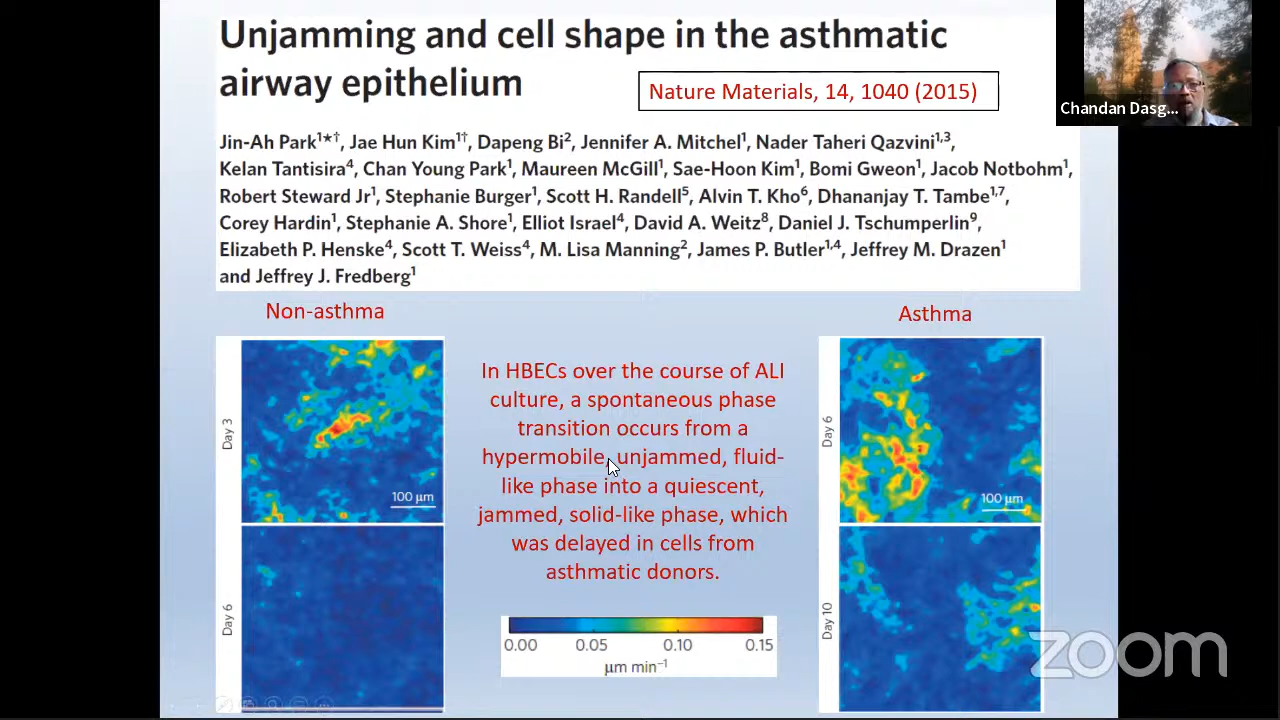 Unjamming and cell shape in the asthmatic
airway epithelium
Nature Materials, 14, 1040 (2015)
Chandan Dasg...
Jin-Ah Park¹*†, Jae Hun Kim¹†, Dapeng Bi², Jennifer A. Mitchel¹, Nader Taheri Qazvini¹,³,
Kelan Tantisira⁴, Chan Young Park¹, Maureen McGill¹, Sae-Hoon Kim¹, Bomi Gweon¹, Jacob Notbohm¹,
Robert Steward Jr¹, Stephanie Burger¹, Scott H. Randell⁵, Alvin T. Kho⁶, Dhananjay T. Tambe¹,⁷,
Corey Hardin¹, Stephanie A. Shore¹, Elliot Israel⁴, David A. Weitz⁸, Daniel J. Tschumperlin⁹,
Elizabeth P. Henske⁴, Scott T. Weiss⁴, M. Lisa Manning², James P. Butler¹,⁴, Jeffrey M. Drazen¹
and Jeffrey J. Fredberg¹
Non-asthma
Day 3
100 µm
Day 6
In HBECs over the course of ALI
culture, a spontaneous phase
transition occurs from a
hypermobile, unjammed, fluid-
like phase into a quiescent,
jammed, solid-like phase, which
was delayed in cells from
asthmatic donors.
0.00 0.05 0.10 0.15
µm min⁻¹
Asthma
Day 6
100 µm
Day 10
zoom